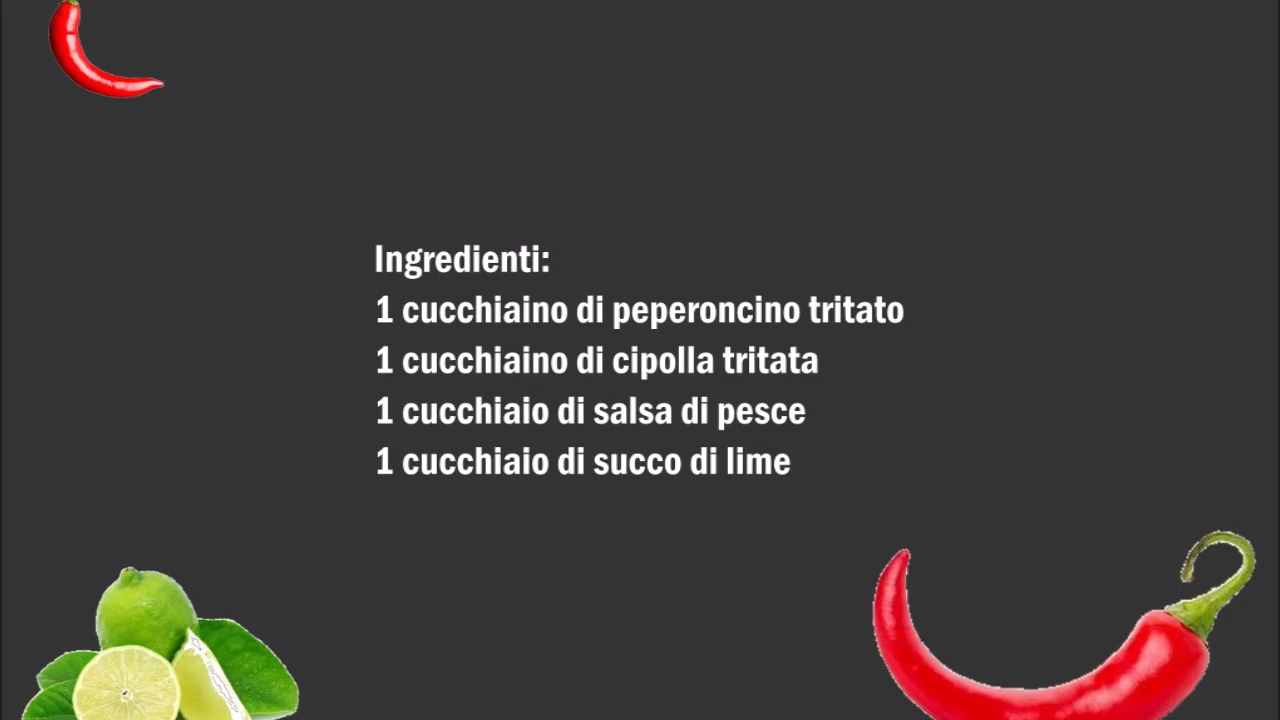 Ingredienti:
1 cucchiaino di peperoncino tritato
1 cucchiaino di cipolla tritata
1 cucchiaio di salsa di pesce
1 cucchiaio di succo di lime